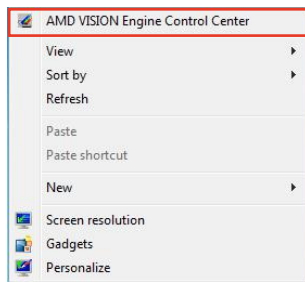 AMD VISION Engine Control Center
View
Sort by
Refresh
Paste
Paste shortcut
New
Screen resolution
Gadgets
Personalize